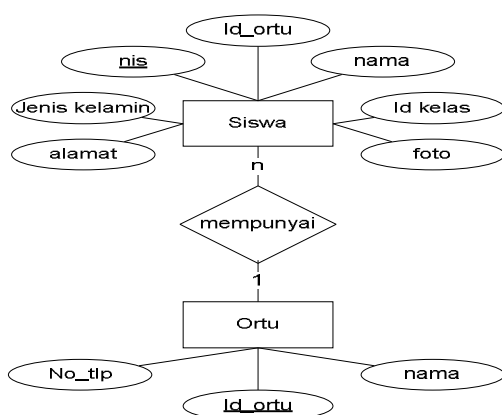 Id_ortu
nis
nama
Jenis kelamin
Siswa
Id kelas
alamat
foto
n
mempunyai
1
Ortu
No_tlp
nama
Id_ortu